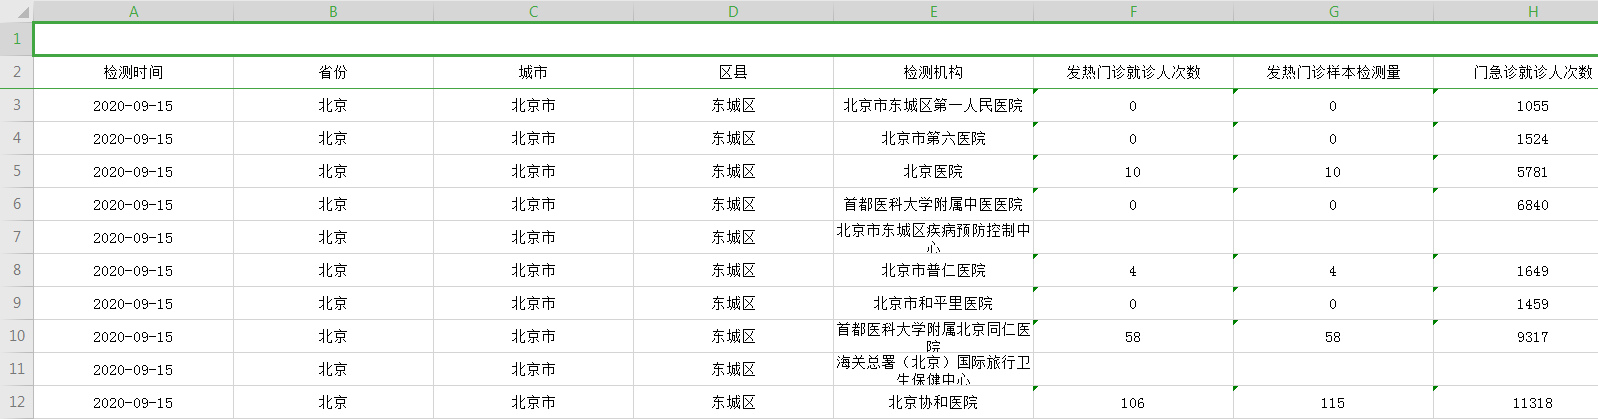 A B C D E F G H
1
2 检测时间 省份 城市 区县 检测机构 发热门诊就诊人次数 发热门诊样本检测量 门急诊就诊人次数
3 2020-09-15 北京 北京市 东城区 北京市东城区第一人民医院 0 0 1055
4 2020-09-15 北京 北京市 东城区 北京市第六医院 0 0 1524
5 2020-09-15 北京 北京市 东城区 北京医院 10 10 5781
6 2020-09-15 北京 北京市 东城区 首都医科大学附属中医医院 0 0 6840
7 2020-09-15 北京 北京市 东城区 北京市东城区疾病预防控制中
心
8 2020-09-15 北京 北京市 东城区 北京市普仁医院 4 4 1649
9 2020-09-15 北京 北京市 东城区 北京市和平里医院 0 0 1459
10 2020-09-15 北京 北京市 东城区 首都医科大学附属北京同仁医 58 58 9317
院
11 2020-09-15 北京 北京市 东城区 海关总署（北京）国际旅行卫
生保健中心
12 2020-09-15 北京 北京市 东城区 北京协和医院 106 115 11318